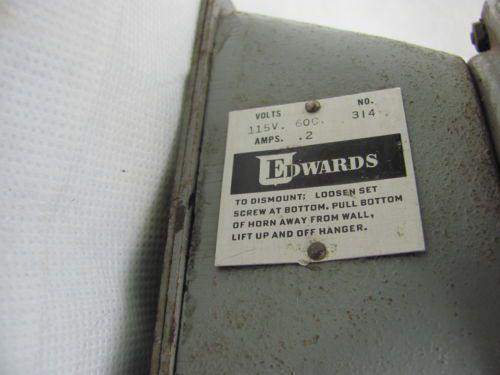 VOLTS NO.
115V. 60C. 314
AMPS. .2
EDWARDS
TO DISMOUNT; LOOSEN SET
SCREW AT BOTTOM, PULL BOTTOM
OF HORN AWAY FROM WALL,
LIFT UP AND OFF HANGER.